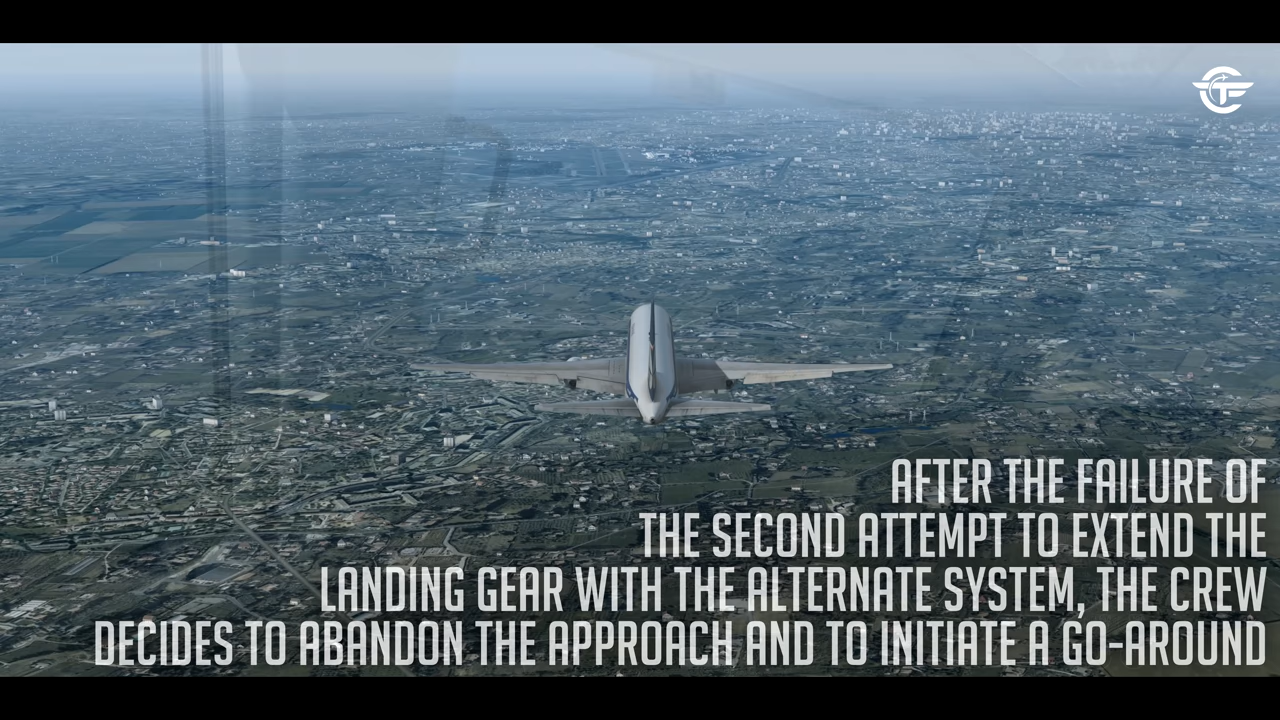 AFTER THE FAILURE OF
THE SECOND ATTEMPT TO EXTEND THE
LANDING GEAR WITH THE ALTERNATE SYSTEM, THE CREW
DECIDES TO ABANDON THE APPROACH AND TO INITIATE A GO-AROUND